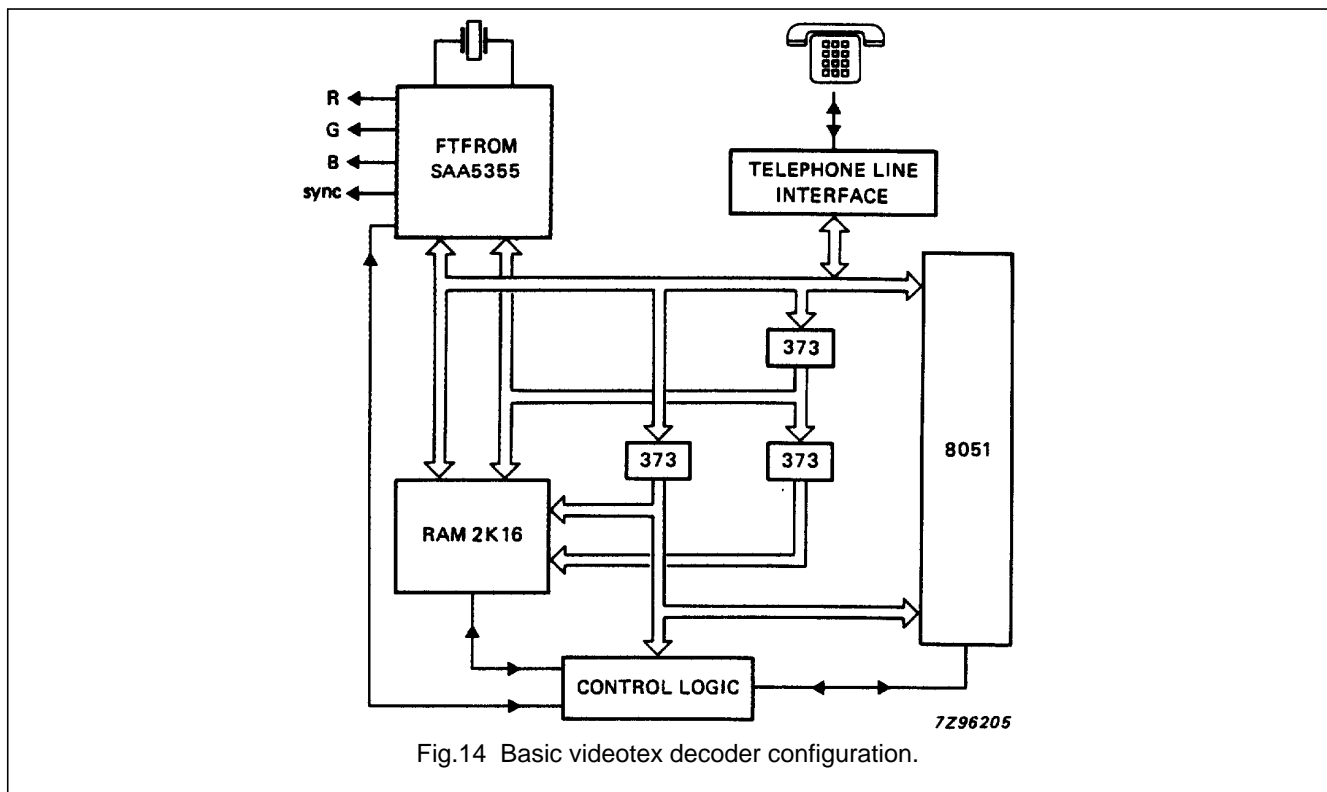 R
G
B
sync
FTFROM
SAA5355
TELEPHONE LINE
INTERFACE
373
373
373
8051
RAM 2K16
CONTROL LOGIC
7Z96205
Fig.14 Basic videotex decoder configuration.